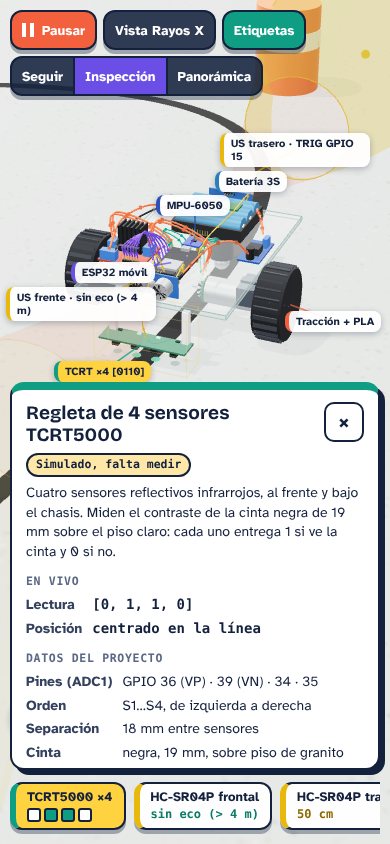 Pausar
Vista Rayos X
Etiquetas
Seguir
Inspección
Panorámica
US trasero · TRIG GPIO
15
Batería 3S
MPU-6050
ESP32 móvil
US frente · sin eco (> 4
m)
Tracción + PLA
TCRT ×4 [0110]
Regleta de 4 sensores
TCRT5000
×
Simulado, falta medir
Cuatro sensores reflectivos infrarrojos, al frente y bajo
el chasis. Miden el contraste de la cinta negra de 19
mm sobre el piso claro: cada uno entrega 1 si ve la
cinta y 0 si no.
EN VIVO
Lectura [0, 1, 1, 0]
Posición centrado en la línea
DATOS DEL PROYECTO
Pines (ADC1) GPIO 36 (VP) · 39 (VN) · 34 · 35
Orden S1…S4, de izquierda a derecha
Separación 18 mm entre sensores
Cinta negra, 19 mm, sobre piso de granito
TCRT5000 ×4
HC-SR04P frontal
sin eco (> 4 m)
HC-SR04P tra
50 cm